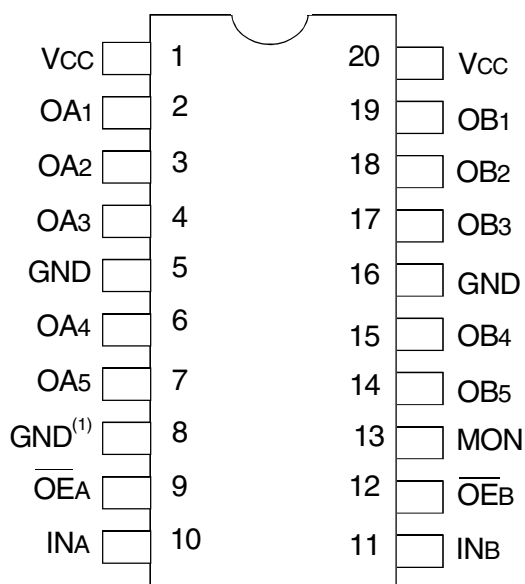 VCC 1 20 VCC
OA1 2 19 OB1
OA2 3 18 OB2
OA3 4 17 OB3
GND 5 16 GND
OA4 6 15 OB4
OA5 7 14 OB5
GND(1) 8 13 MON
O̅E̅A 9 12 O̅E̅B
INA 10 11 INB